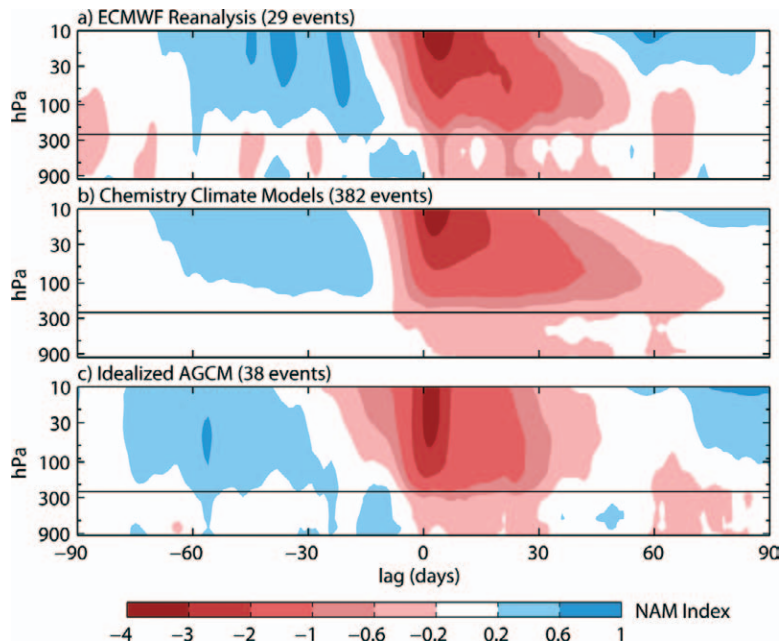 a) ECMWF Reanalysis (29 events)
10
30
100
300
900
hPa
b) Chemistry Climate Models (382 events)
10
30
100
300
900
hPa
c) Idealized AGCM (38 events)
10
30
100
300
900
hPa
−90 −60 −30 0 30 60 90
lag (days)
NAM Index
−4 −3 −2 −1 −0.6 −0.2 0.2 0.6 1